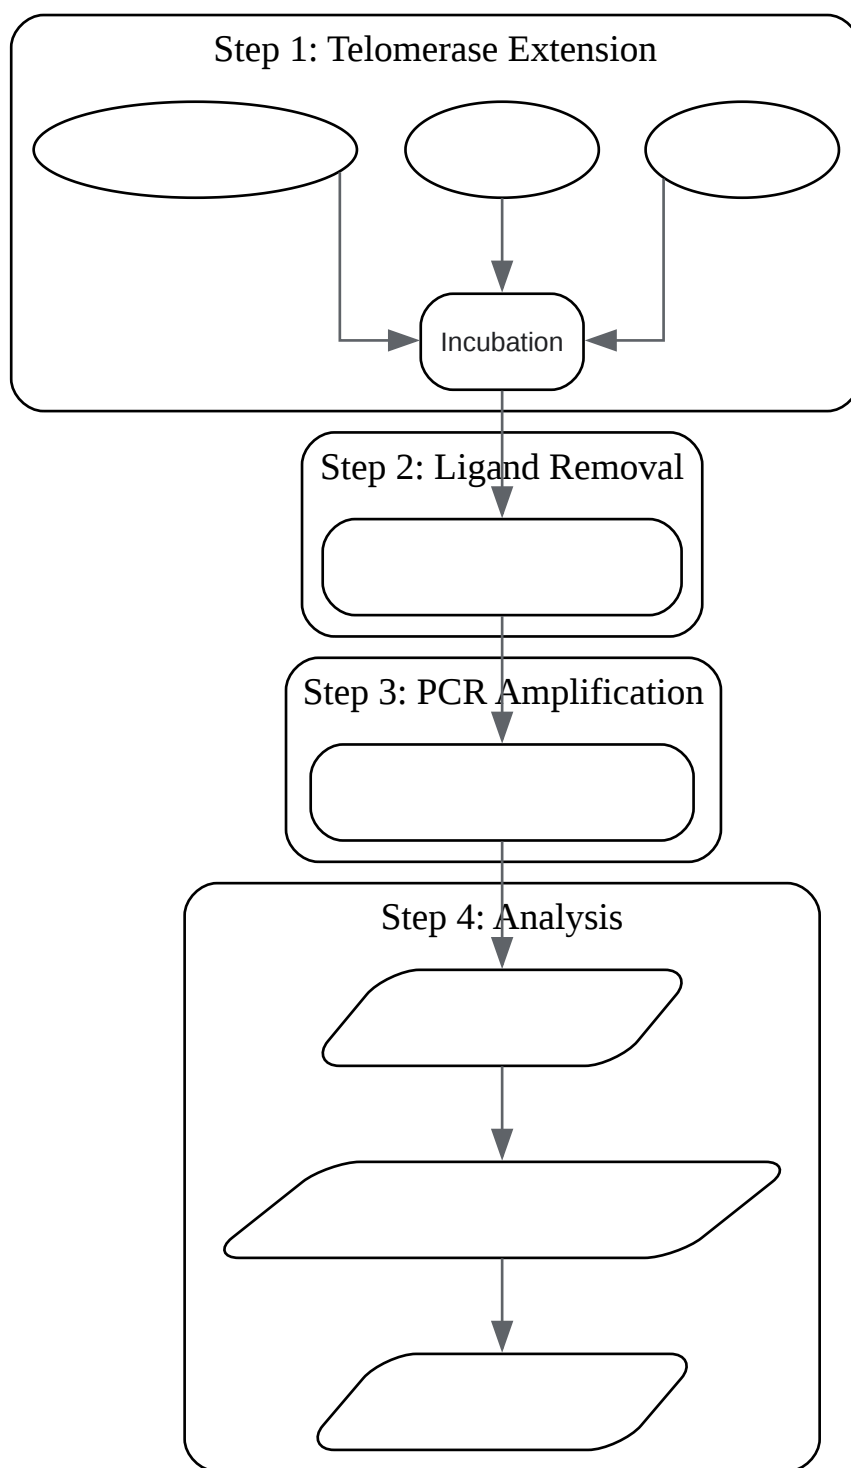 Step 1: Telomerase Extension
Incubation
Step 2: Ligand Removal
Step 3: PCR Amplification
Step 4: Analysis